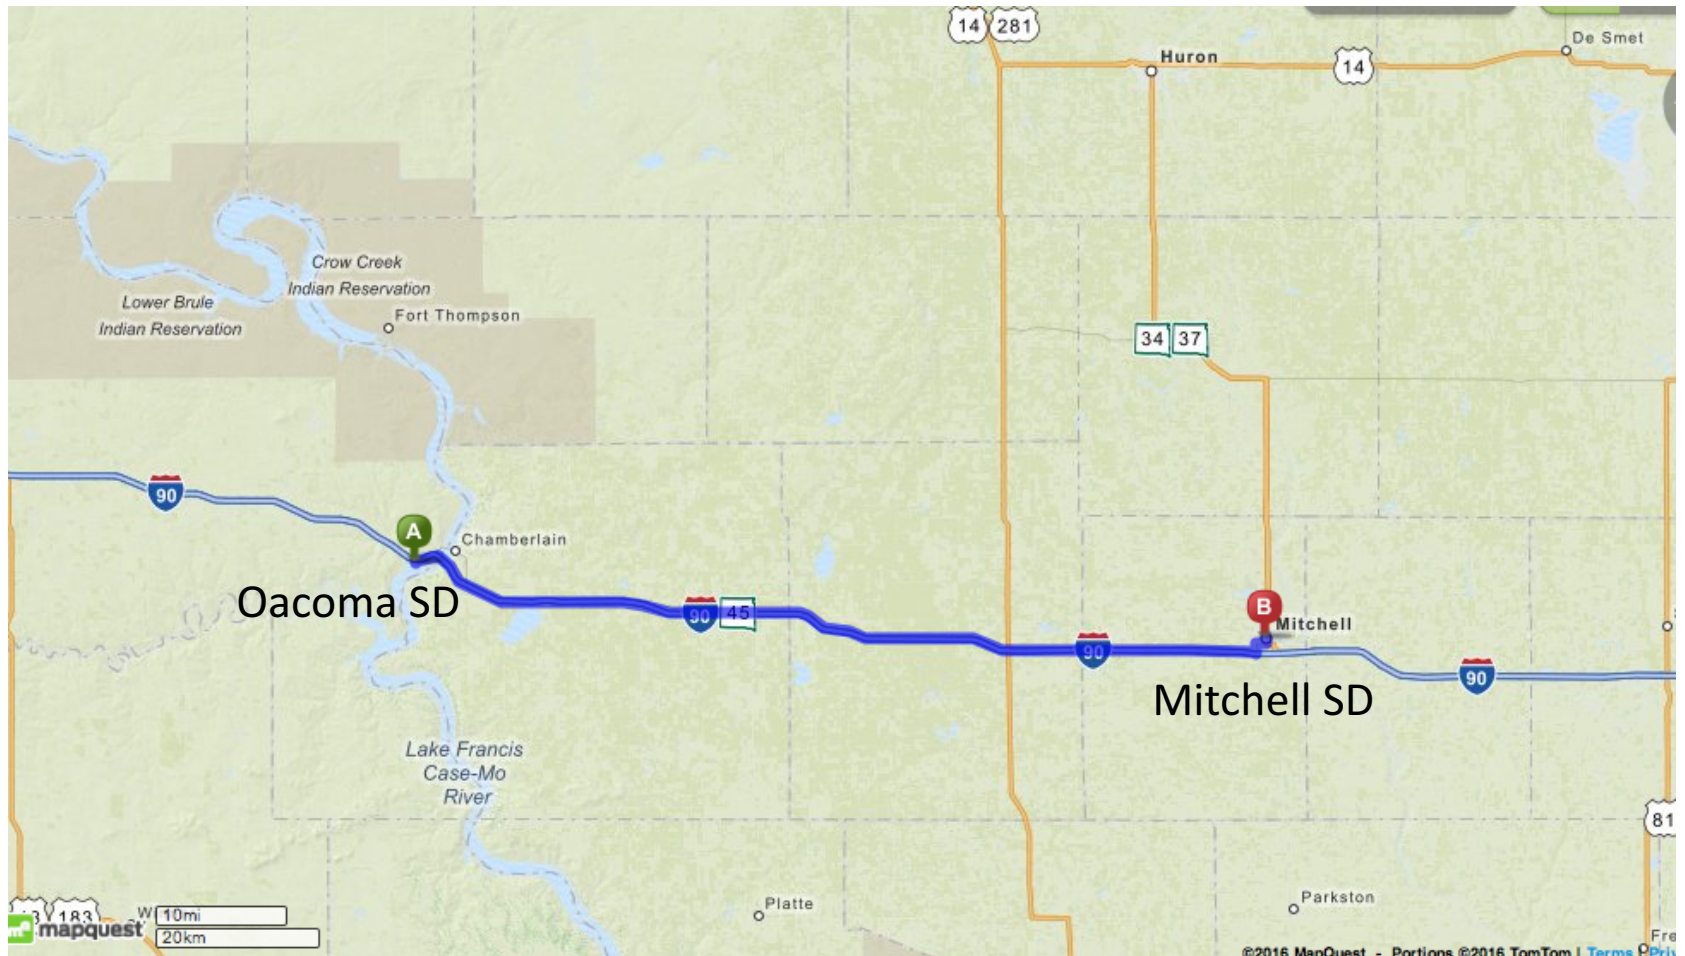 14
281
De Smet
Huron
14
Crow Creek
Indian Reservation
Lower Brule
Indian Reservation
Fort Thompson
34
37
90
A
Chamberlain
Oacoma SD
90
45
B
Mitchell
90
90
Mitchell SD
Lake Francis
Case-Mo
River
81
Platte
Parkston
183
W
10mi
mapquest
20km
Fre
©2016 MapQuest - Portions ©2016 TomTom | Terms